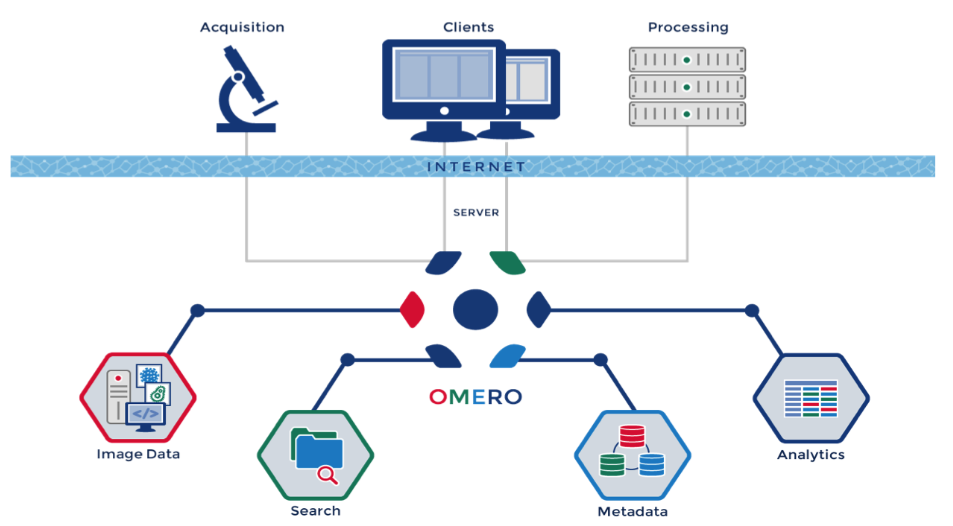 Acquisition
Clients
Processing
INTERNET
SERVER
OMERO
Image Data
</>
Search
Metadata
Analytics